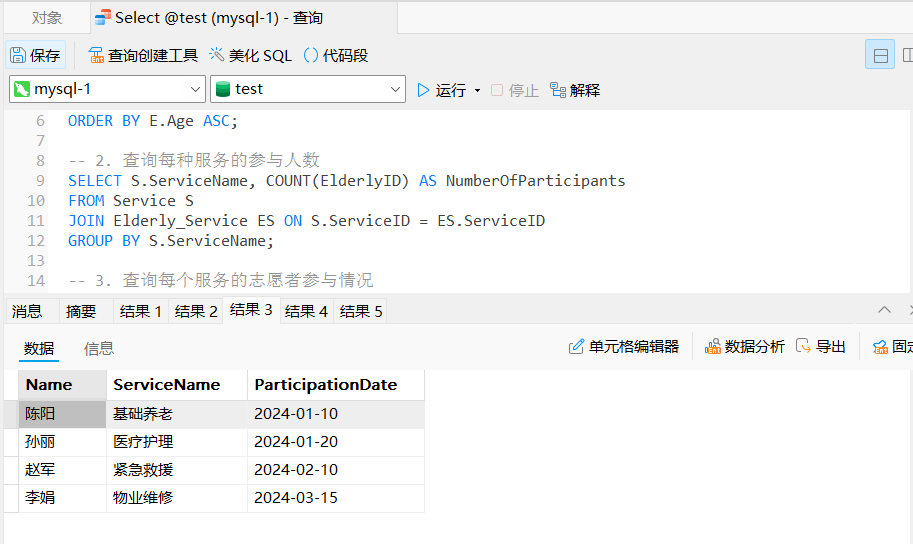 对象 Select @test (mysql-1) - 查询
保存 查询创建工具 美化 SQL () 代码段
mysql-1 test 运行 停止 解释
6 ORDER BY E.Age ASC;
7
8 -- 2. 查询每种服务的参与人数
9 SELECT S.ServiceName, COUNT(ElderlyID) AS NumberOfParticipants
10 FROM Service S
11 JOIN Elderly_Service ES ON S.ServiceID = ES.ServiceID
12 GROUP BY S.ServiceName;
13
14 -- 3. 查询每个服务的志愿者参与情况
消息 摘要 结果 1 结果 2 结果 3 结果 4 结果 5
数据 信息 单元格编辑器 数据分析 导出 固定
Name ServiceName ParticipationDate
陈阳 基础养老 2024-01-10
孙丽 医疗护理 2024-01-20
赵军 紧急救援 2024-02-10
李娟 物业维修 2024-03-15